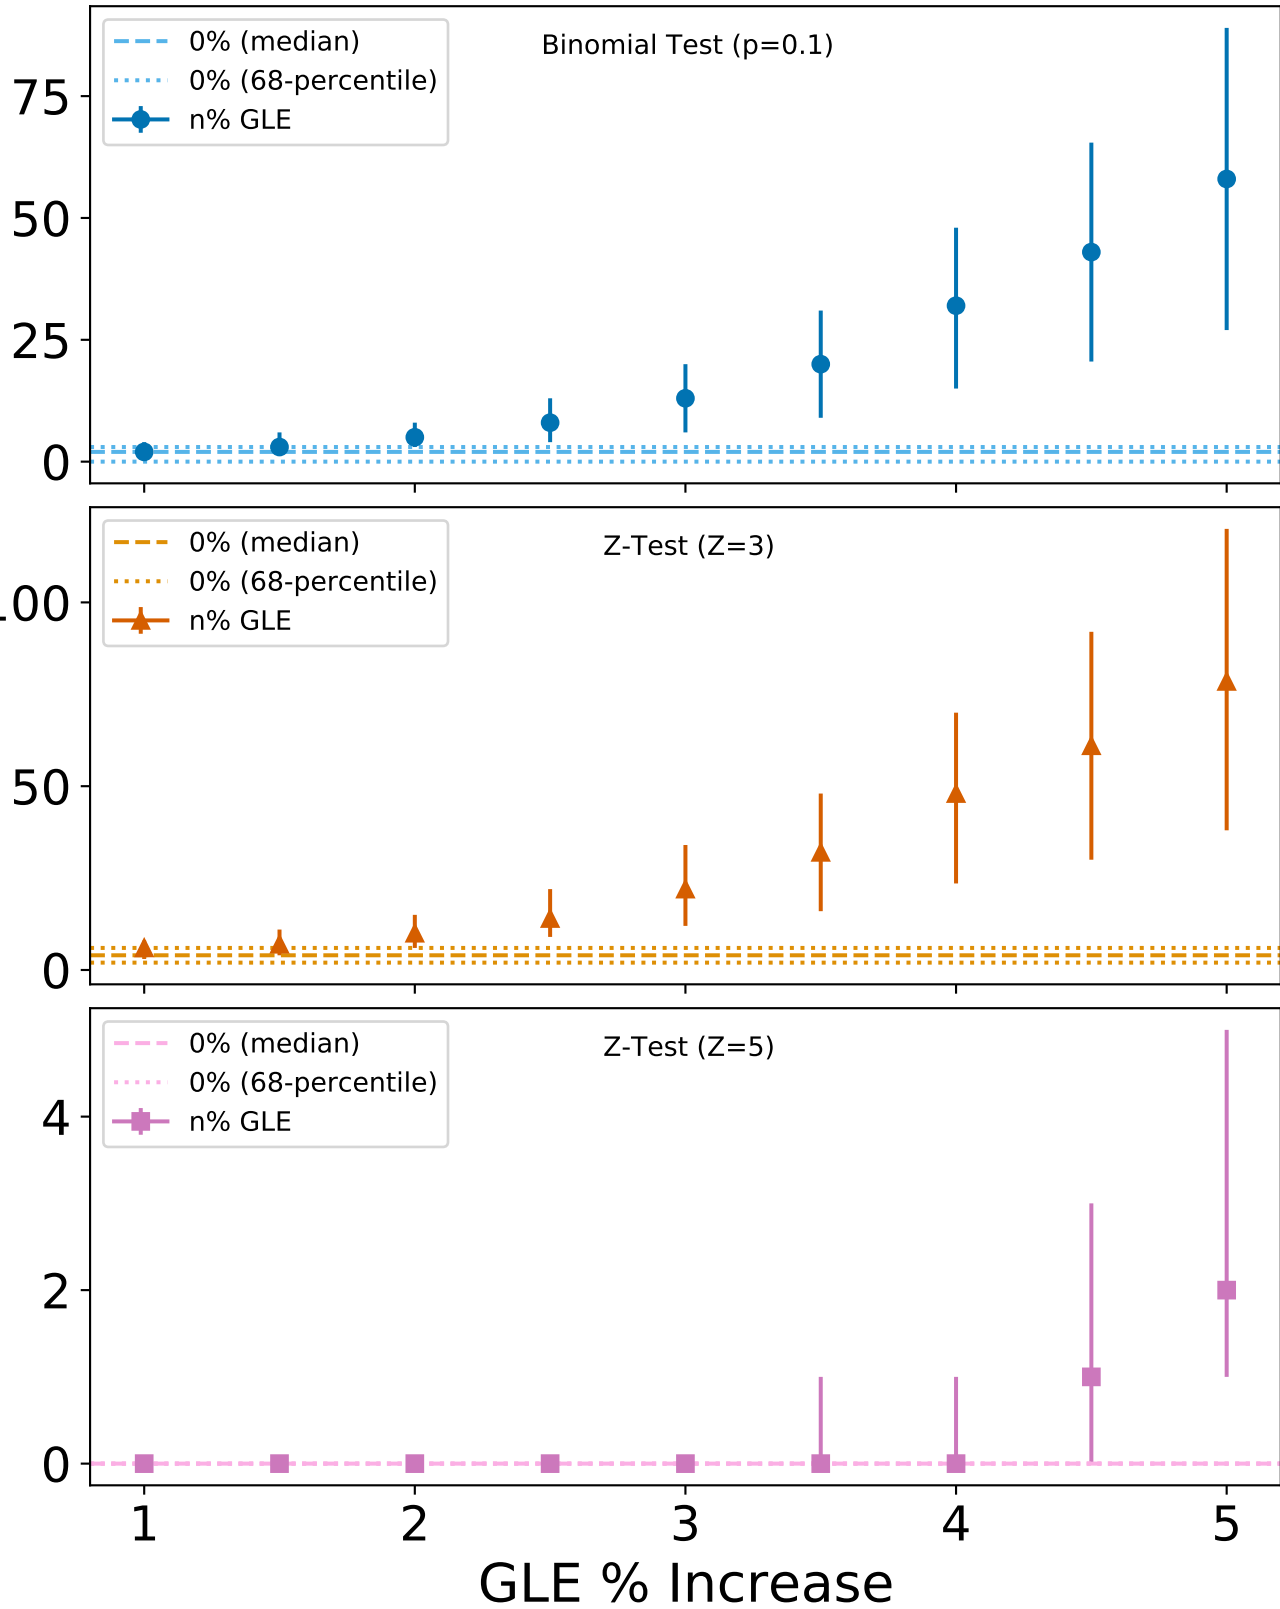 0% (median)
0% (68-percentile)
n% GLE
Binomial Test (p=0.1)
75
50
25
0
0% (median)
0% (68-percentile)
n% GLE
Z-Test (Z=3)
100
50
0
0% (median)
0% (68-percentile)
n% GLE
Z-Test (Z=5)
4
2
0
1 2 3 4 5
GLE % Increase